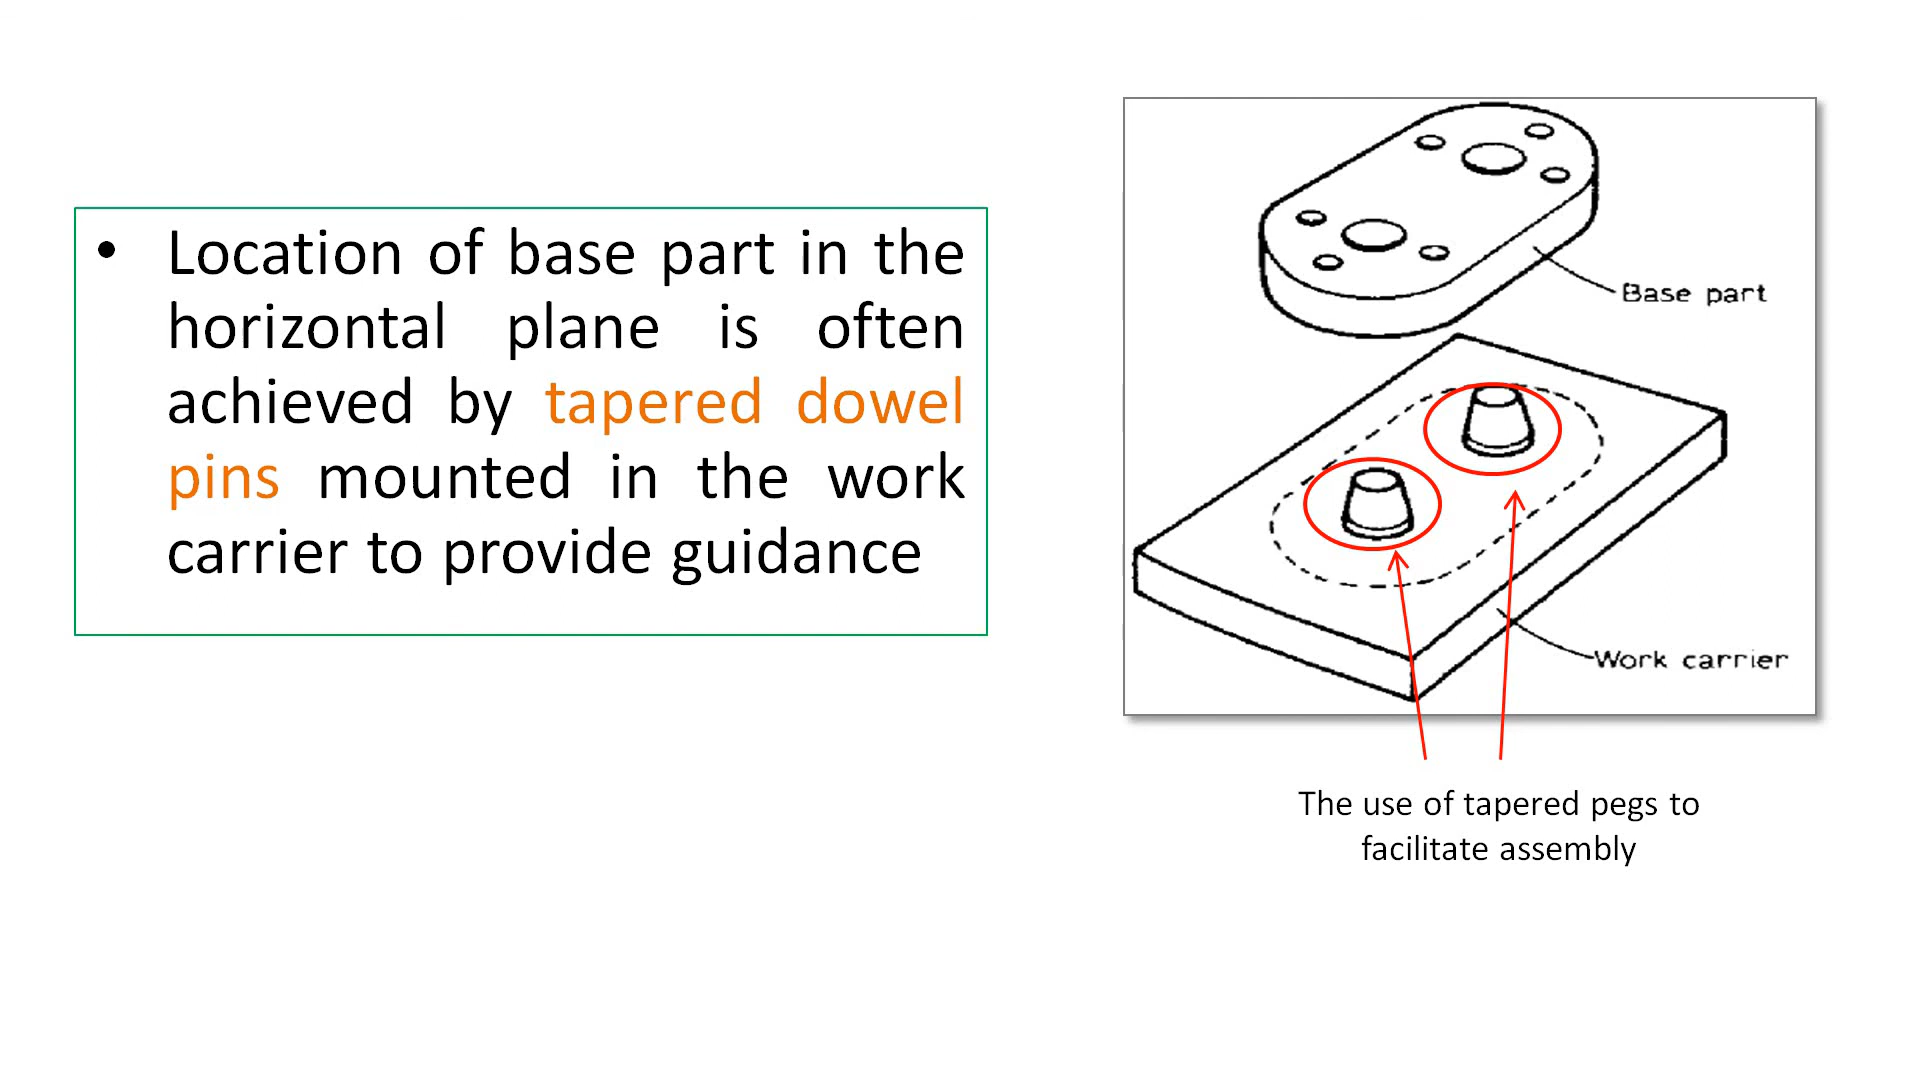 • Location of base part in the
horizontal plane is often
achieved by tapered dowel
pins mounted in the work
carrier to provide guidance
Base part
Work carrier
The use of tapered pegs to
facilitate assembly